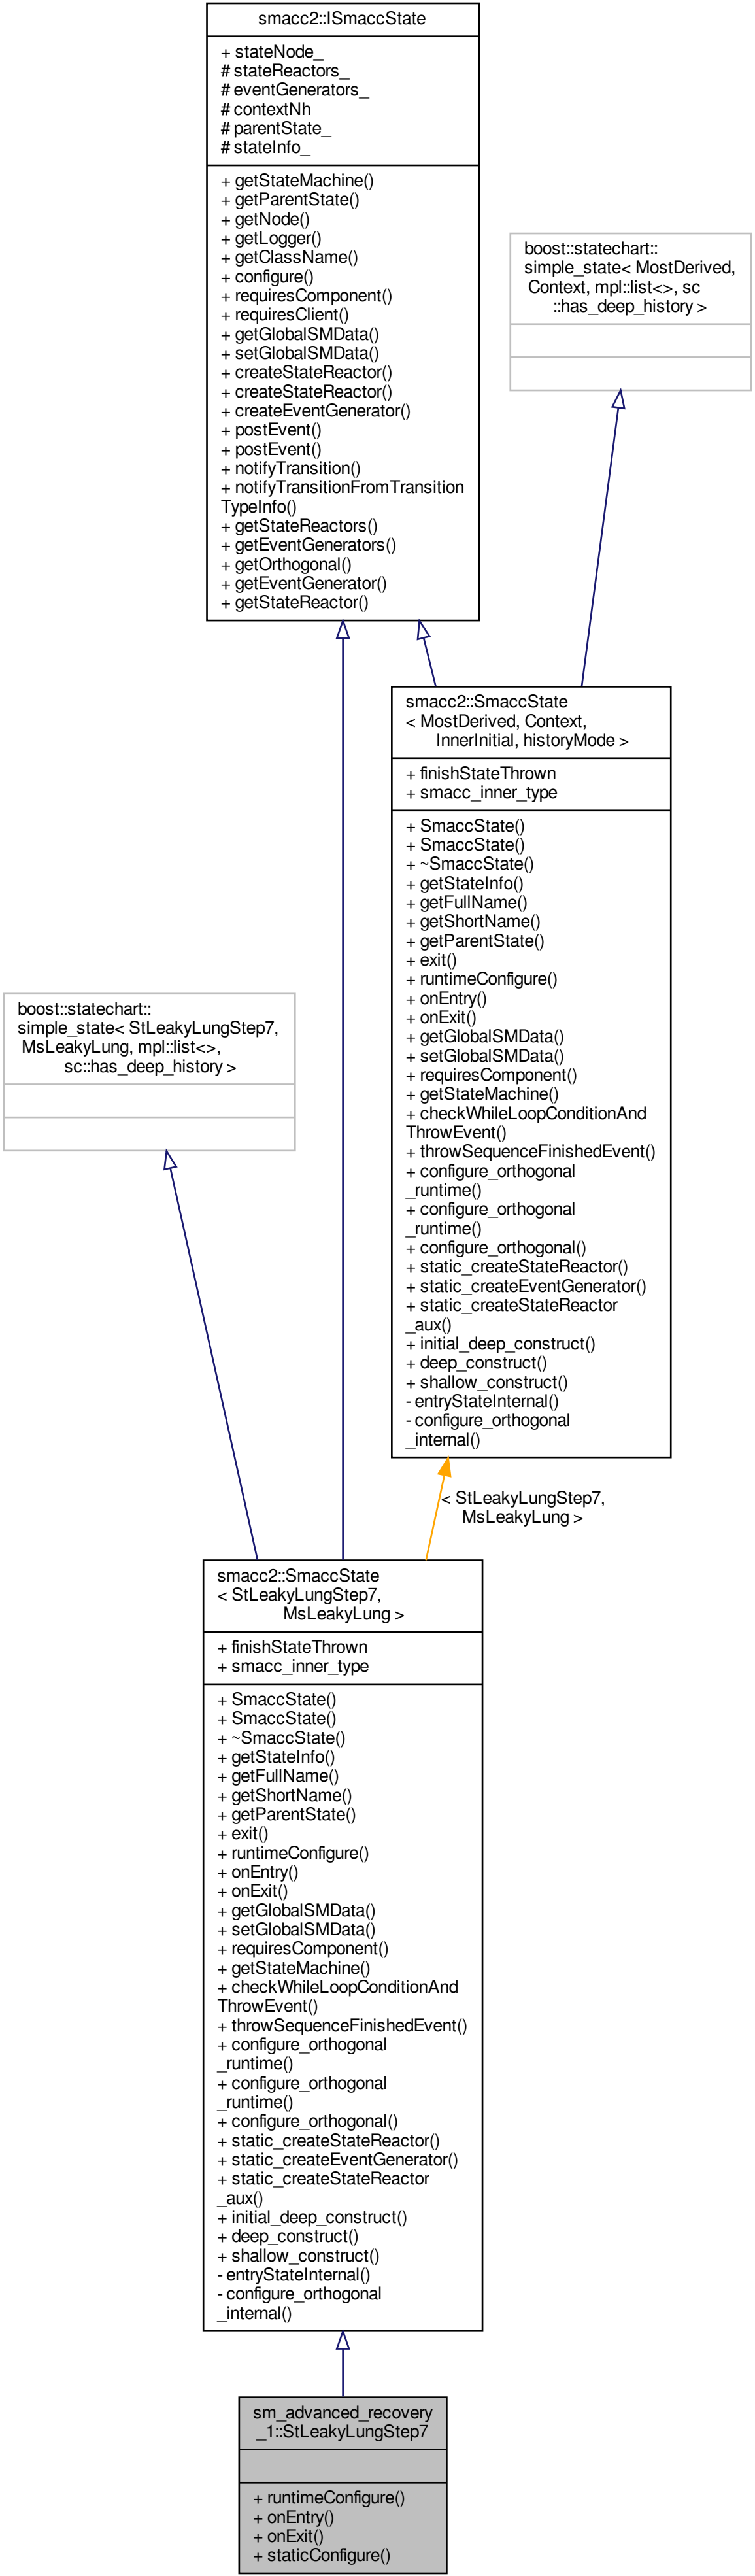 smacc2::ISmaccState
+ stateNode_
# stateReactors_
# eventGenerators_
# contextNh
# parentState_
# stateInfo_
+ getStateMachine()
+ getParentState()
+ getNode()
+ getLogger()
+ getClassName()
+ configure()
+ requiresComponent()
+ requiresClient()
+ getGlobalSMData()
+ setGlobalSMData()
+ createStateReactor()
+ createStateReactor()
+ createEventGenerator()
+ postEvent()
+ postEvent()
+ notifyTransition()
+ notifyTransitionFromTransition
TypeInfo()
+ getStateReactors()
+ getEventGenerators()
+ getOrthogonal()
+ getEventGenerator()
+ getStateReactor()
boost::statechart::
simple_state< MostDerived,
Context, mpl::list<>, sc
::has_deep_history >
smacc2::SmaccState
< MostDerived, Context,
InnerInitial, historyMode >
+ finishStateThrown
+ smacc_inner_type
+ SmaccState()
+ SmaccState()
+ ~SmaccState()
+ getStateInfo()
+ getFullName()
+ getShortName()
+ getParentState()
+ exit()
+ runtimeConfigure()
+ onEntry()
+ onExit()
+ getGlobalSMData()
+ setGlobalSMData()
+ requiresComponent()
+ getStateMachine()
+ checkWhileLoopConditionAnd
ThrowEvent()
+ throwSequenceFinishedEvent()
+ configure_orthogonal
_runtime()
+ configure_orthogonal
_runtime()
+ configure_orthogonal()
+ static_createStateReactor()
+ static_createEventGenerator()
+ static_createStateReactor
_aux()
+ initial_deep_construct()
+ deep_construct()
+ shallow_construct()
- entryStateInternal()
- configure_orthogonal
_internal()
boost::statechart::
simple_state< StLeakyLungStep7,
MsLeakyLung, mpl::list<>,
sc::has_deep_history >
< StLeakyLungStep7,
MsLeakyLung >
smacc2::SmaccState
< StLeakyLungStep7,
MsLeakyLung >
+ finishStateThrown
+ smacc_inner_type
+ SmaccState()
+ SmaccState()
+ ~SmaccState()
+ getStateInfo()
+ getFullName()
+ getShortName()
+ getParentState()
+ exit()
+ runtimeConfigure()
+ onEntry()
+ onExit()
+ getGlobalSMData()
+ setGlobalSMData()
+ requiresComponent()
+ getStateMachine()
+ checkWhileLoopConditionAnd
ThrowEvent()
+ throwSequenceFinishedEvent()
+ configure_orthogonal
_runtime()
+ configure_orthogonal
_runtime()
+ configure_orthogonal()
+ static_createStateReactor()
+ static_createEventGenerator()
+ static_createStateReactor
_aux()
+ initial_deep_construct()
+ deep_construct()
+ shallow_construct()
- entryStateInternal()
- configure_orthogonal
_internal()
sm_advanced_recovery
_1::StLeakyLungStep7
+ runtimeConfigure()
+ onEntry()
+ onExit()
+ staticConfigure()